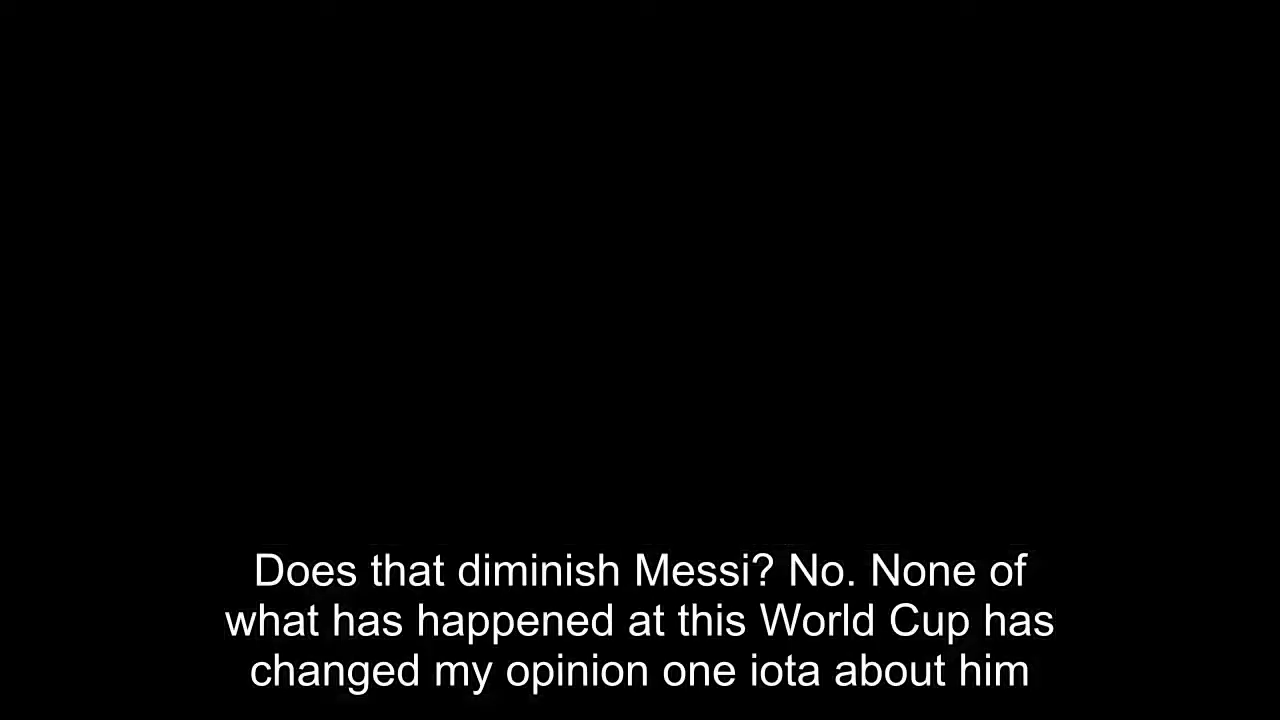 Does that diminish Messi? No. None of
what has happened at this World Cup has
changed my opinion one iota about him